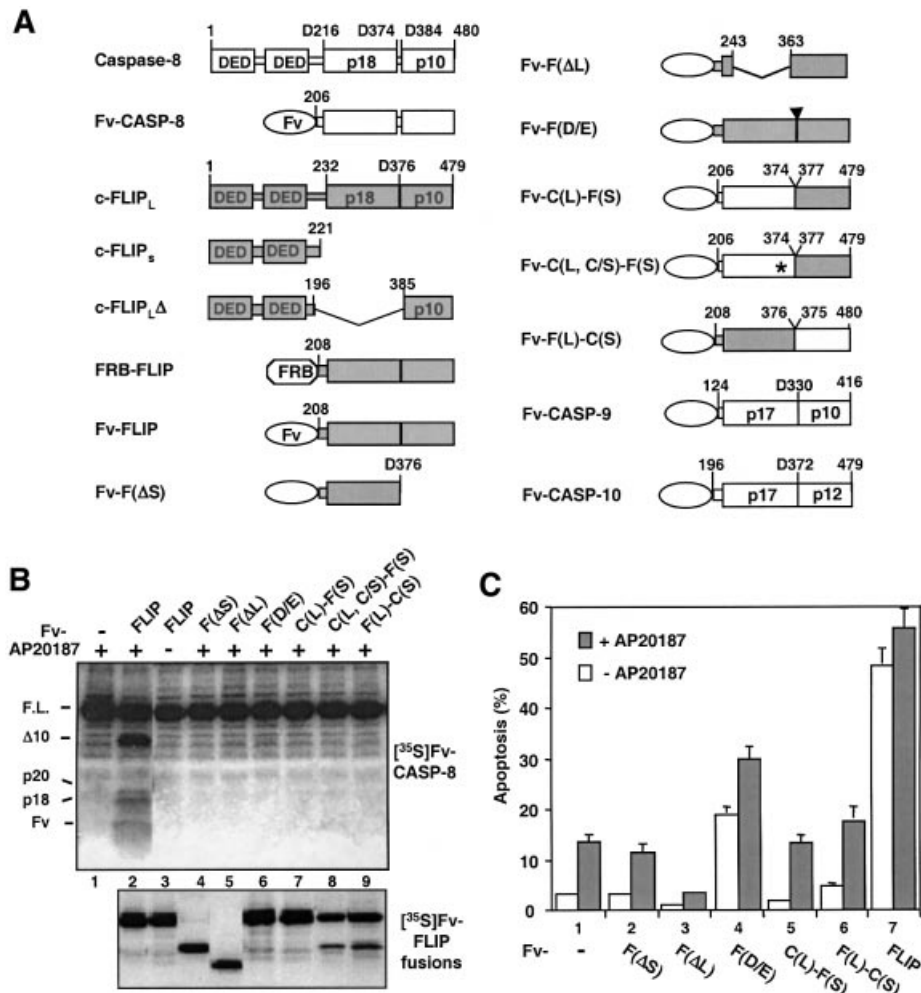 A
1 D216 D374 D384 480
Caspase-8 DED DED p18 p10
206
Fv-CASP-8 Fv
1 232 D376 479
c-FLIP_L DED DED p18 p10
221
c-FLIP_s DED DED
196 385
c-FLIP_LΔ DED DED p10
208
FRB-FLIP FRB
208
Fv-FLIP Fv
D376
Fv-F(ΔS)
243 363
Fv-F(ΔL)
Fv-F(D/E)
206 374 377 479
Fv-C(L)-F(S)
206 374 377 479
Fv-C(L, C/S)-F(S) *
208 376 375 480
Fv-F(L)-C(S)
124 D330 416
Fv-CASP-9 p17 p10
196 D372 479
Fv-CASP-10 p17 p12
B
Fv- - FLIP FLIP F(ΔS) F(ΔL) F(D/E) C(L)-F(S) C(L, C/S)-F(S) F(L)-C(S)
AP20187 + + - + + + + + +
F.L.
Δ10
p20
p18
Fv
[35S]Fv-
CASP-8
1 2 3 4 5 6 7 8 9
[35S]Fv-
FLIP
fusions
C
Apoptosis (%)
60
50
40
30
20
10
0
+ AP20187
- AP20187
1 2 3 4 5 6 7
Fv- - F(ΔS) F(ΔL) F(D/E) C(L)-F(S) F(L)-C(S) FLIP